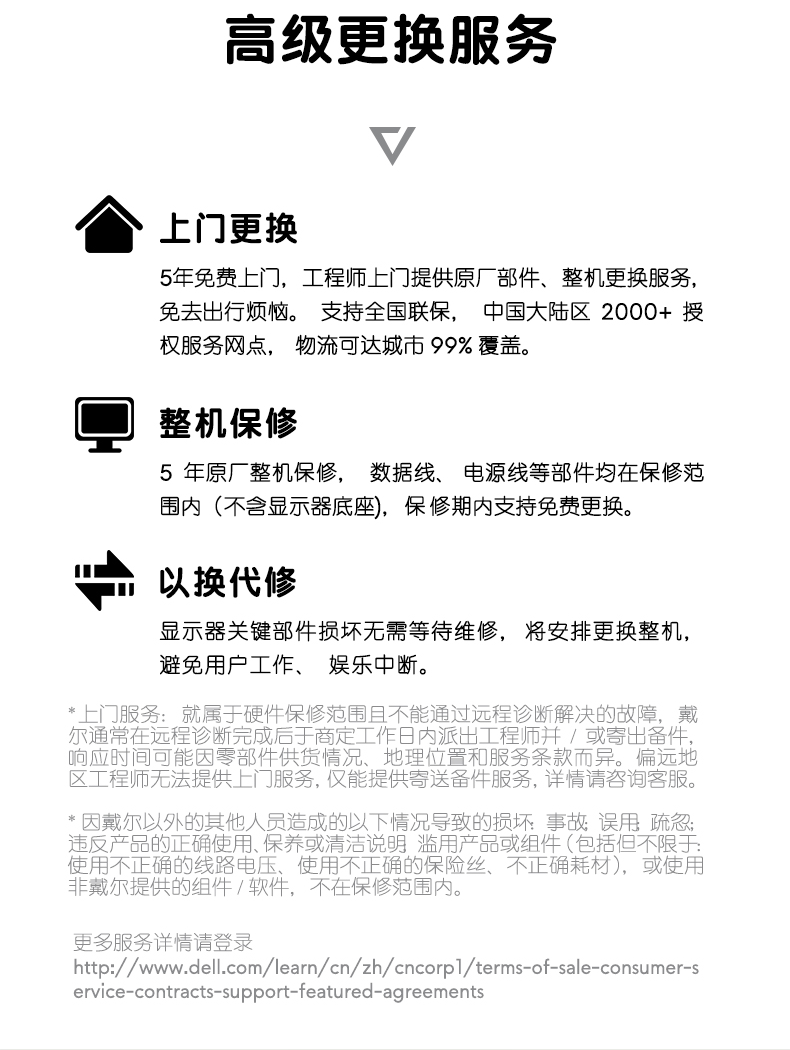 高级更换服务
上门更换
5年免费上门，工程师上门提供原厂部件、整机更换服务，
免去出行烦恼。 支持全国联保， 中国大陆区 2000+ 授
权服务网点， 物流可达城市 99% 覆盖。
整机保修
5 年原厂整机保修， 数据线、 电源线等部件均在保修范
围内（不含显示器底座)，保修期内支持免费更换。
以换代修
显示器关键部件损坏无需等待维修， 将安排更换整机，
避免用户工作、 娱乐中断。
*上门服务： 就属于硬件保修范围且不能通过远程诊断解决的故障， 戴
尔通常在远程诊断完成后于商定工作日内派出工程师并 / 或寄出备件，
响应时间可能因零部件供货情况、地理位置和服务条款而异。偏远地
区工程师无法提供上门服务，仅能提供寄送备件服务，详情请咨询客服。
* 因戴尔以外的其他人员造成的以下情况导致的损坏: 事故; 误用; 疏忽;
违反产品的正确使用、保养或清洁说明; 滥用产品或组件（包括但不限于:
使用不正确的线路电压、使用不正确的保险丝、不正确耗材)， 或使用
非戴尔提供的组件 / 软件， 不在保修范围内。
更多服务详情请登录
http://www.dell.com/learn/cn/zh/cncorp1/terms-of-sale-consumer-s
ervice-contracts-support-featured-agreements